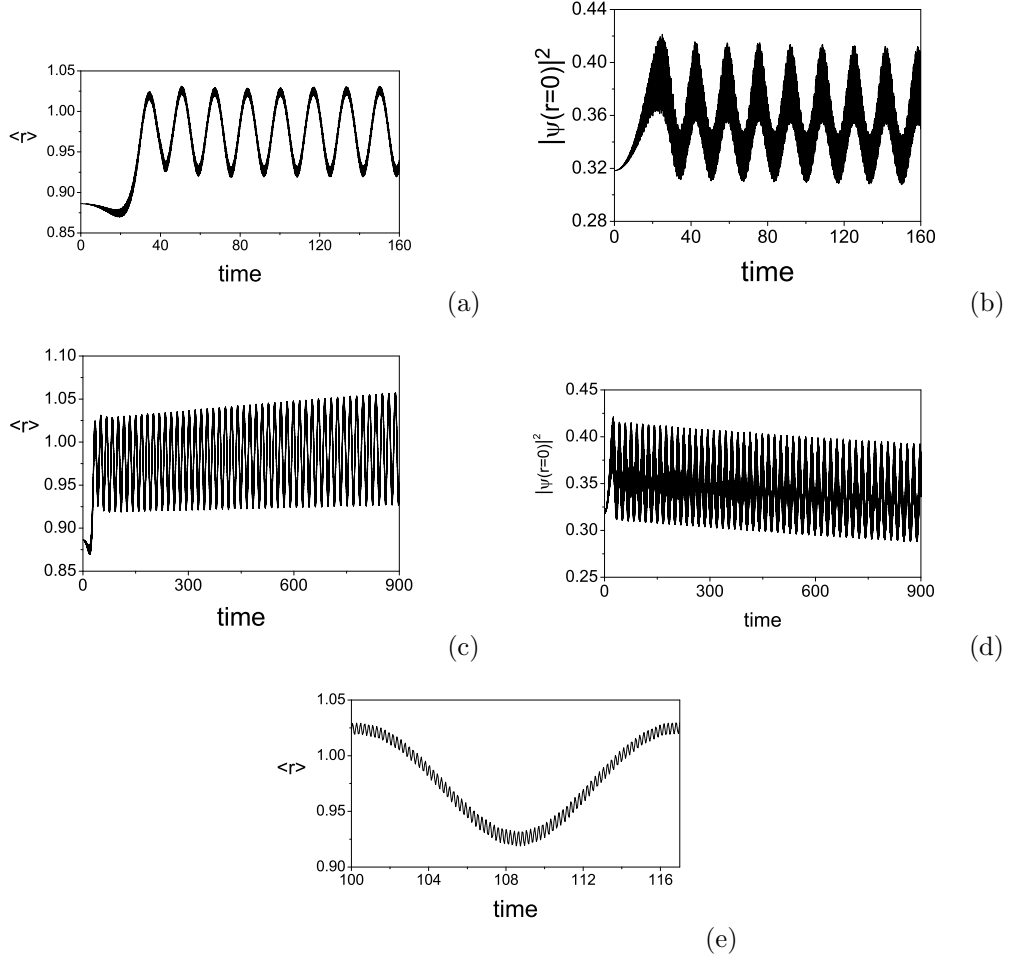 1.05
1.00
0.95
0.90
0.85
<r>
0 40 80 120 160
time
(a)
0.44
0.40
0.36
0.32
0.28
|ψ(r=0)|²
0 40 80 120 160
time
(b)
1.10
1.05
1.00
0.95
0.90
0.85
<r>
0 300 600 900
time
(c)
0.45
0.40
0.35
0.30
0.25
|ψ(r=0)|²
0 300 600 900
time
(d)
1.05
1.00
0.95
0.90
<r>
100 104 108 112 116
time
(e)